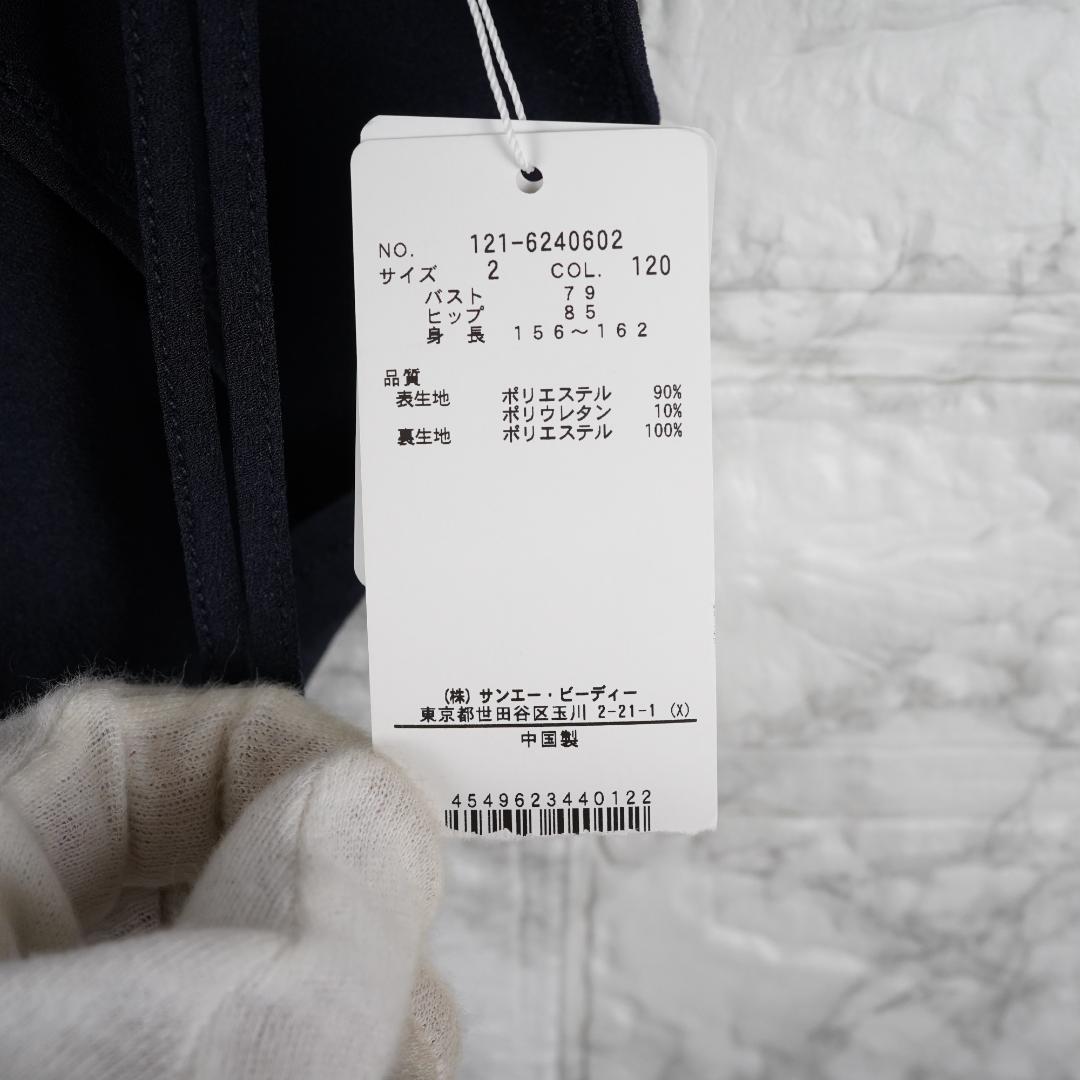 NO. 121-6240602
サイズ 2 COL. 120
バスト 79
ヒップ 85
身 長 156〜162
品質
表生地 ポリエステル 90%
ポリウレタン 10%
裏生地 ポリエステル 100%
(株) サンエー・ビーディー
東京都世田谷区玉川 2-21-1 (X)
中国製
4549623440122